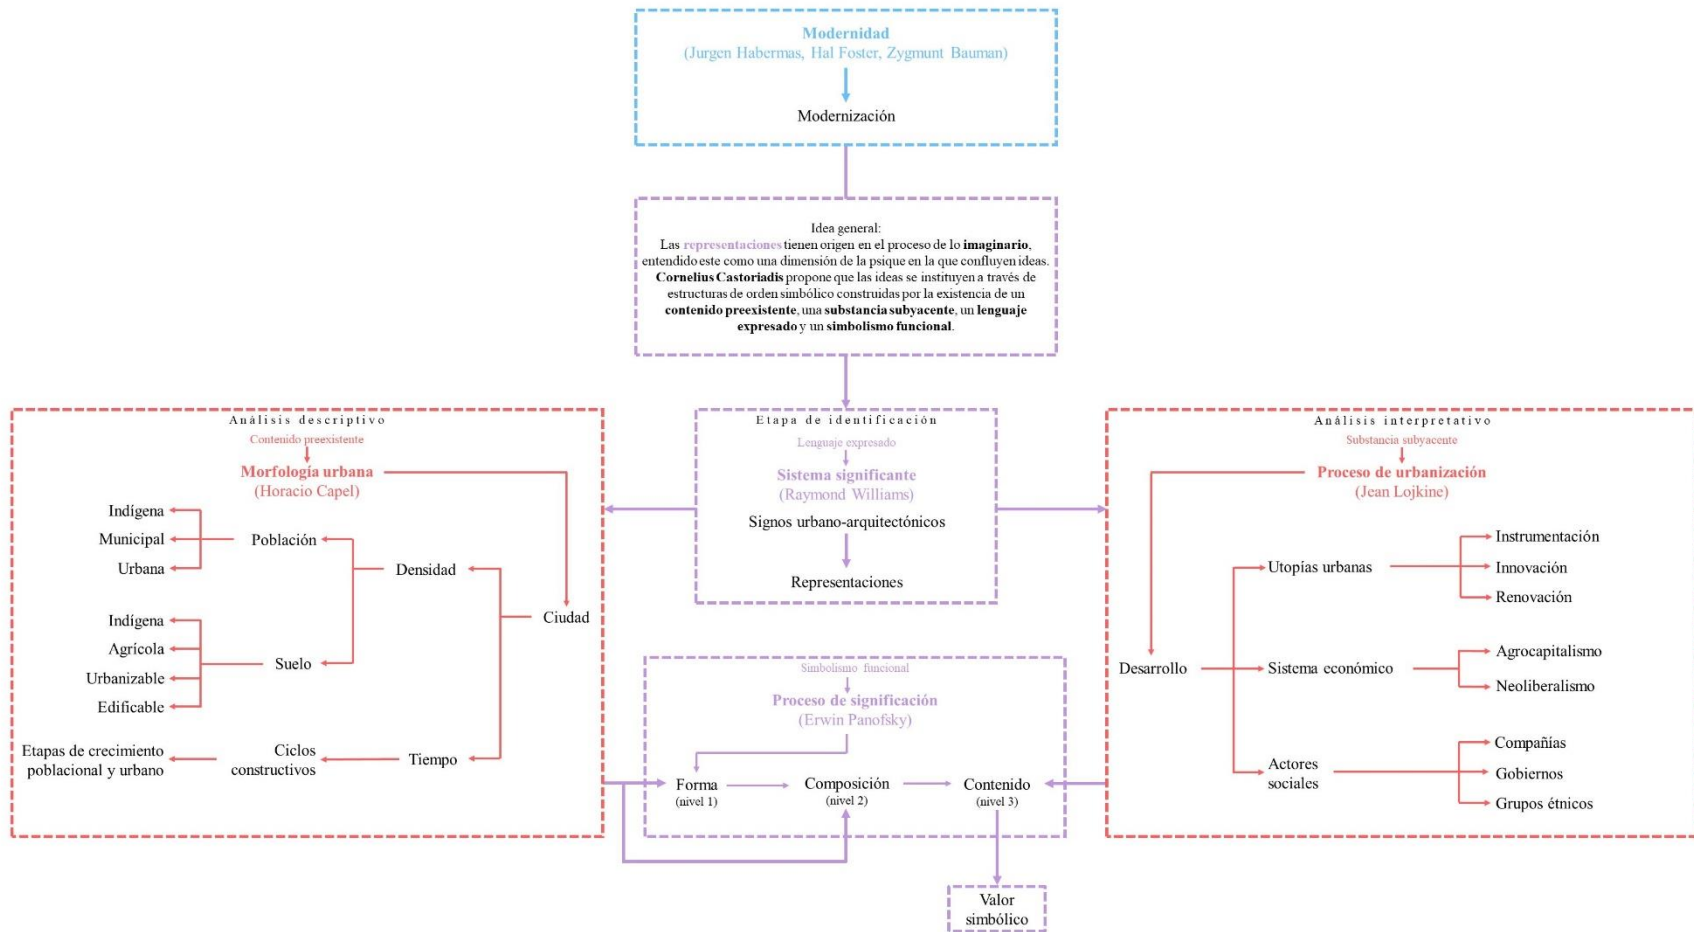 Modernidad
(Jurgen Habermas, Hal Foster, Zygmunt Bauman)
Modernización
Idea general:
Las representaciones tienen origen en el proceso de lo imaginario,
entendido este como una dimensión de la psique en la que confluyen ideas.
Cornelius Castoriadis propone que las ideas se instituyen a través de
estructuras de orden simbólico construidas por la existencia de un
contenido preexistente, una substancia subyacente, un lenguaje
expresado y un simbolismo funcional.
Análisis descriptivo
Contenido preexistente
Morfología urbana
(Horacio Capel)
Indígena
Municipal
Urbana
Población
Densidad
Indígena
Agrícola
Urbanizable
Edificable
Suelo
Ciudad
Etapas de crecimiento
poblacional y urbano
Ciclos
constructivos
Tiempo
Etapa de identificación
Lenguaje expresado
Sistema significante
(Raymond Williams)
Signos urbano-arquitectónicos
Representaciones
Simbolismo funcional
Proceso de significación
(Erwin Panofsky)
Forma
(nivel 1)
Composición
(nivel 2)
Contenido
(nivel 3)
Valor
simbólico
Análisis interpretativo
Substancia subyacente
Proceso de urbanización
(Jean Lojkine)
Desarrollo
Utopías urbanas
Instrumentación
Innovación
Renovación
Sistema económico
Agrocapitalismo
Neoliberalismo
Actores
sociales
Compañías
Gobiernos
Grupos étnicos